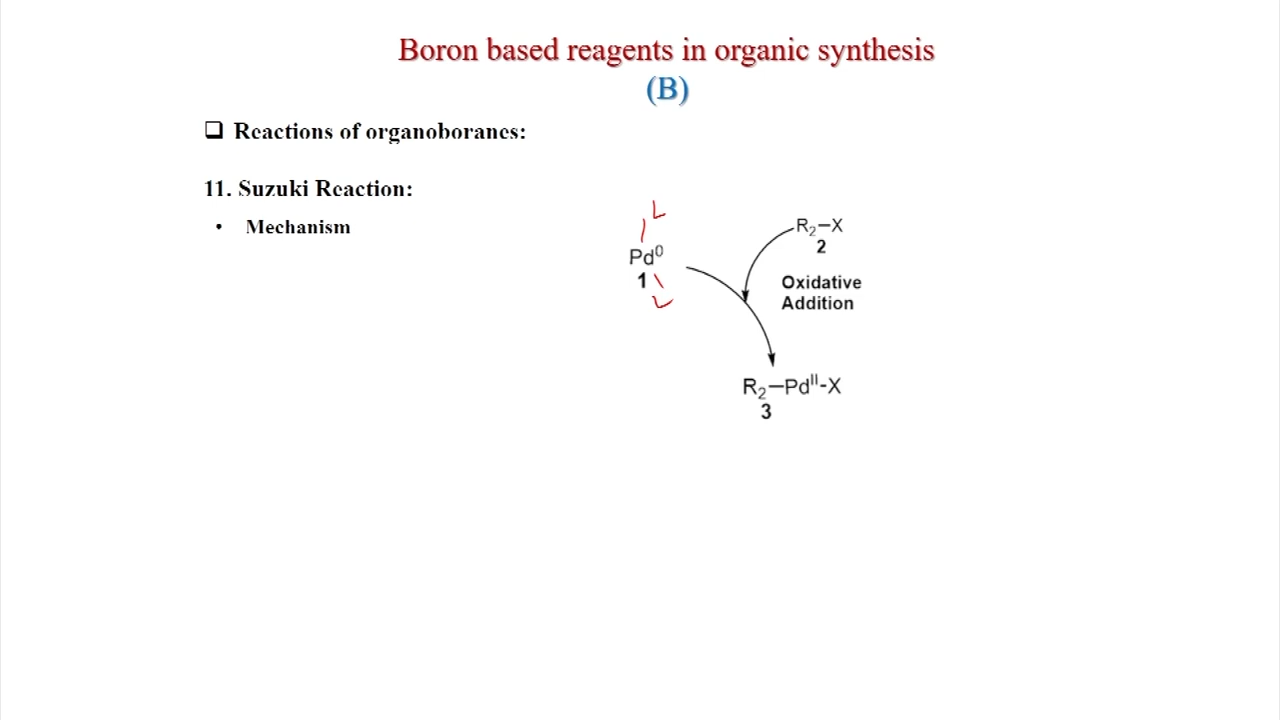 Boron based reagents in organic synthesis
(B)
❑ Reactions of organoboranes:
11. Suzuki Reaction:
• Mechanism
L
Pd⁰
1
L
R₂–X
2
Oxidative
Addition
R₂–Pdᴵᴵ-X
3